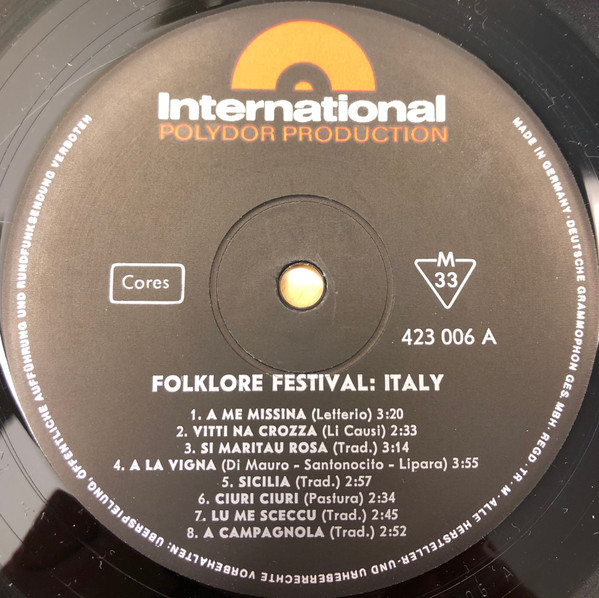 International
POLYDOR PRODUCTION
Cores
M
33
423 006 A
FOLKLORE FESTIVAL: ITALY
1. A ME MISSINA (Letterio) 3:20
2. VITTI NA CROZZA (Li Causi) 2:33
3. SI MARITAU ROSA (Trad.) 3:14
4. A LA VIGNA (Di Mauro - Santonocito - Lipara) 3:55
5. SICILIA (Trad.) 2:57
6. CIURI CIURI (Pastura) 2:34
7. LU ME SCECCU (Trad.) 2:45
8. A CAMPAGNOLA (Trad.) 2:52
MADE IN GERMANY · DEUTSCHE GRAMMOPHON GES. MBH · REGD · TR · M · ALLE HERSTELLER- UND URHEBERRECHTE VORBEHALTEN: ÜBERSPIELUNG, ÖFFENTLICHE AUFFÜHRUNG UND RUNDFUNKSENDUNG VERBOTEN